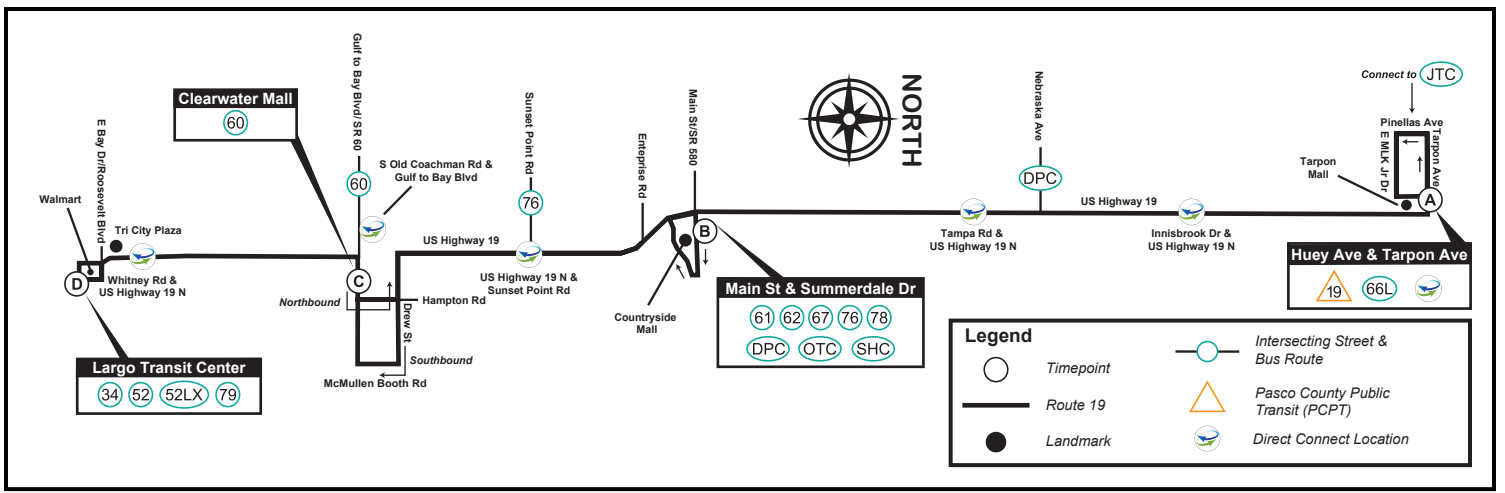 Clearwater Mall
60
E Bay Dr/Roosevelt Blvd
Gulf to Bay Blvd/ SR 60
60
S Old Coachman Rd &
Gulf to Bay Blvd
Sunset Point Rd
76
Enteprise Rd
Main St/SR 580
NORTH
Nebraska Ave
DPC
Connect to JTC
Pinellas Ave
E MLK Jr Dr
Tarpon Ave
Tarpon
Mall
A
Walmart
Tri City Plaza
D
Whitney Rd &
US Highway 19 N
C
Northbound
Hampton Rd
Drew St
Southbound
McMullen Booth Rd
US Highway 19
US Highway 19 N &
Sunset Point Rd
B
Countryside
Mall
Tampa Rd &
US Highway 19 N
US Highway 19
Innisbrook Dr &
US Highway 19 N
Huey Ave & Tarpon Ave
19 66L
Main St & Summerdale Dr
61 62 67 76 78
DPC OTC SHC
Largo Transit Center
34 52 52LX 79
Legend
Timepoint
Route 19
Landmark
Intersecting Street &
Bus Route
Pasco County Public
Transit (PCPT)
Direct Connect Location